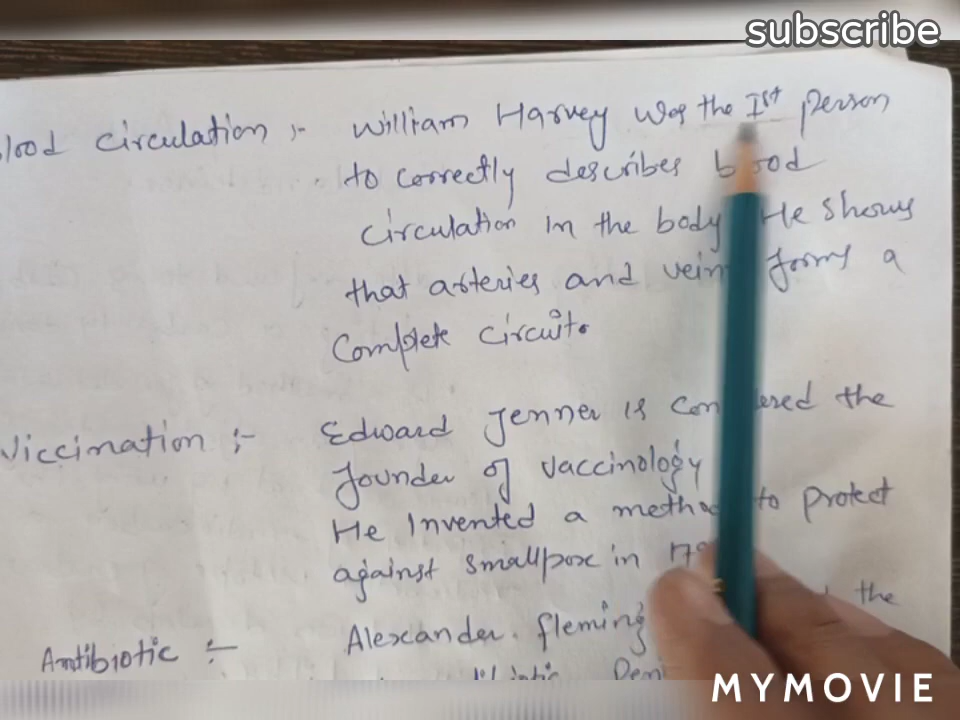 subscribe
lood circulation :- William Harvey was the Ist person
to correctly describes
circulation in the body He shows
that arteries and vein forms a
Complete circuit.
Viccination :- Edward Jenner is the
founder of vaccinology
He Invented a to protect
against smallpox in
the
Antibiotic :- Alexander. fleming
MYMOVIE